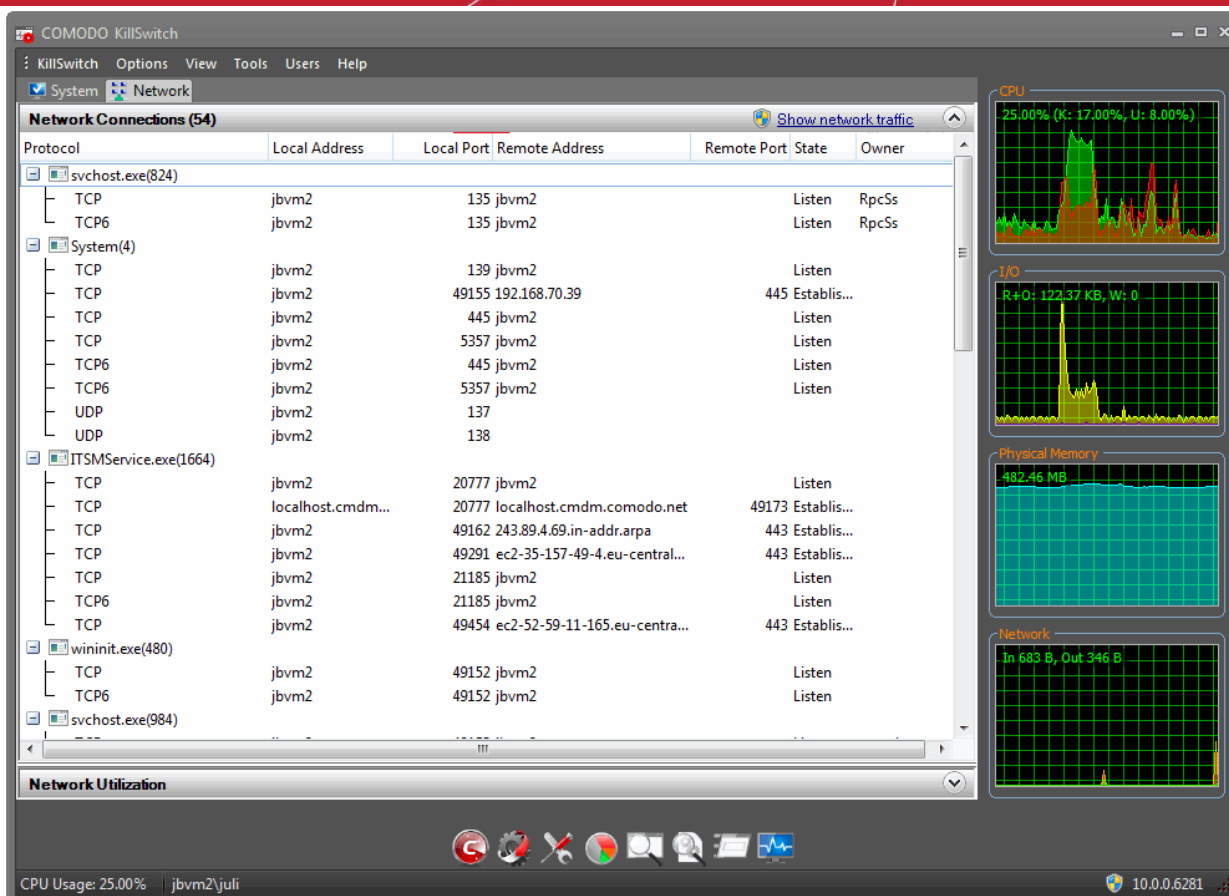 COMODO KillSwitch
KillSwitch Options View Tools Users Help
System Network
Network Connections (54) Show network traffic
Protocol Local Address Local Port Remote Address Remote Port State Owner
svchost.exe(824)
TCP jbvm2 135 jbvm2 Listen RpcSs
TCP6 jbvm2 135 jbvm2 Listen RpcSs
System(4)
TCP jbvm2 139 jbvm2 Listen
TCP jbvm2 49155 192.168.70.39 445 Establis...
TCP jbvm2 445 jbvm2 Listen
TCP jbvm2 5357 jbvm2 Listen
TCP6 jbvm2 445 jbvm2 Listen
TCP6 jbvm2 5357 jbvm2 Listen
UDP jbvm2 137
UDP jbvm2 138
ITSMService.exe(1664)
TCP jbvm2 20777 jbvm2 Listen
TCP localhost.cmdm... 20777 localhost.cmdm.comodo.net 49173 Establis...
TCP jbvm2 49162 243.89.4.69.in-addr.arpa 443 Establis...
TCP jbvm2 49291 ec2-35-157-49-4.eu-central... 443 Establis...
TCP jbvm2 21185 jbvm2 Listen
TCP6 jbvm2 21185 jbvm2 Listen
TCP jbvm2 49454 ec2-52-59-11-165.eu-centra... 443 Establis...
wininit.exe(480)
TCP jbvm2 49152 jbvm2 Listen
TCP6 jbvm2 49152 jbvm2 Listen
svchost.exe(984)
Network Utilization
CPU
25.00% (K: 17.00%, U: 8.00%)
I/O
R+O: 122.37 KB, W: 0
Physical Memory
482.46 MB
Network
In 683 B, Out 346 B
CPU Usage: 25.00% jbvm2\juli 10.0.0.6281